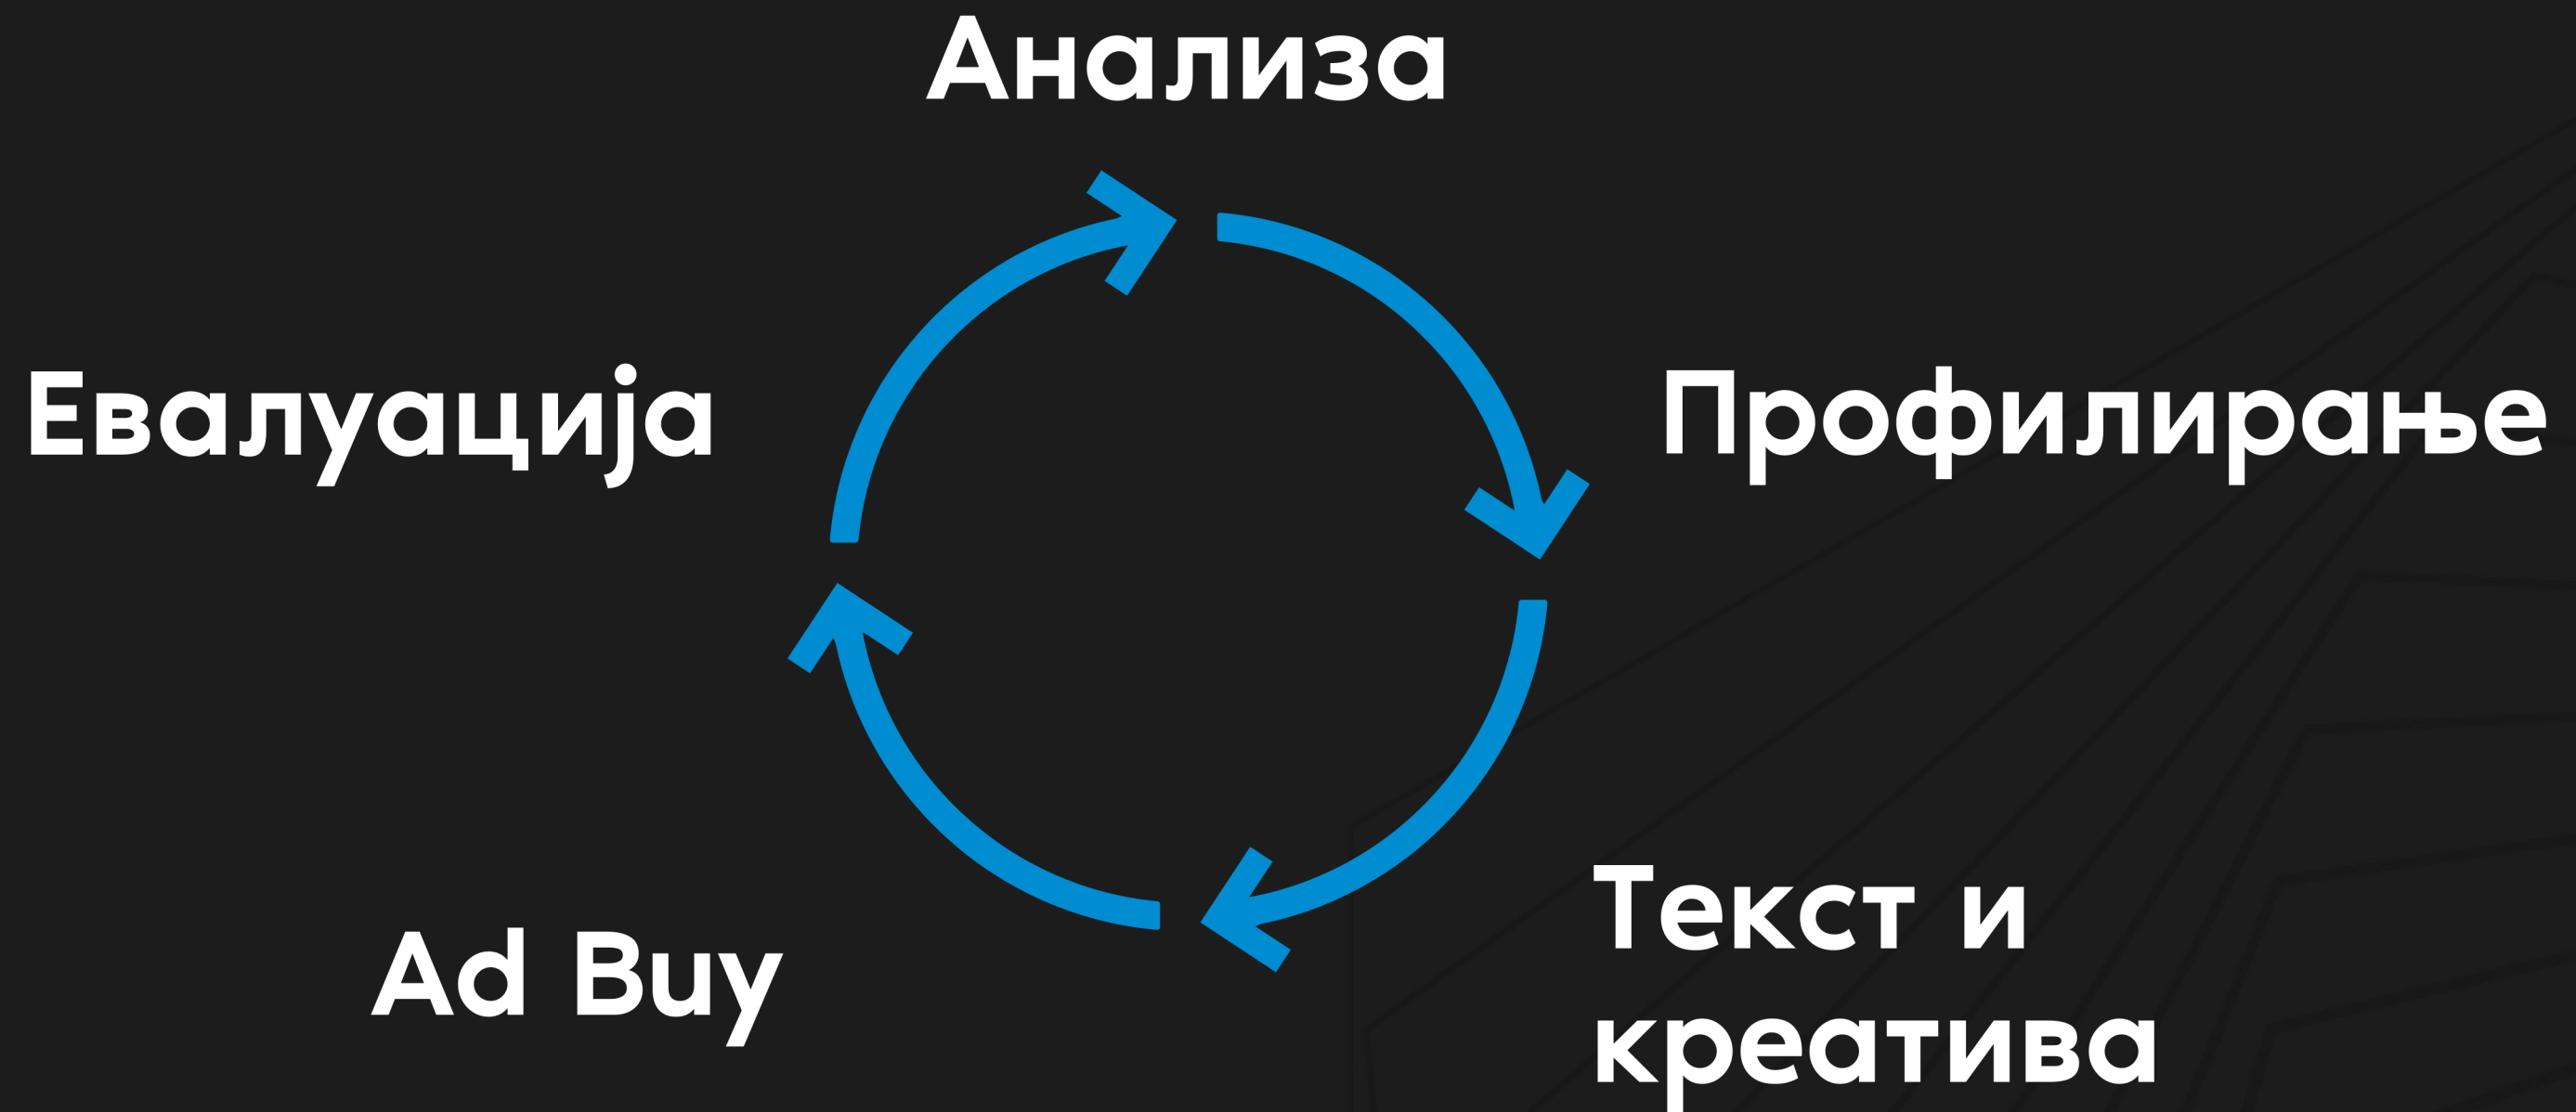 Анализа
Евалуација
Профилирање
Текст и
креатива
Ad Buy